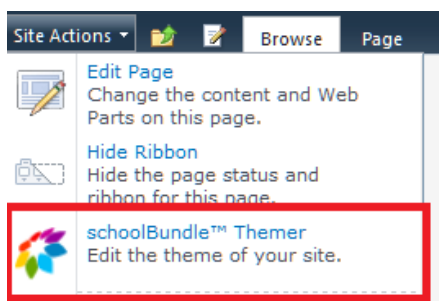 Site Actions Browse Page
Edit Page
Change the content and Web
Parts on this page.
Hide Ribbon
Hide the page status and
ribbon for this page.
schoolBundle™ Themer
Edit the theme of your site.